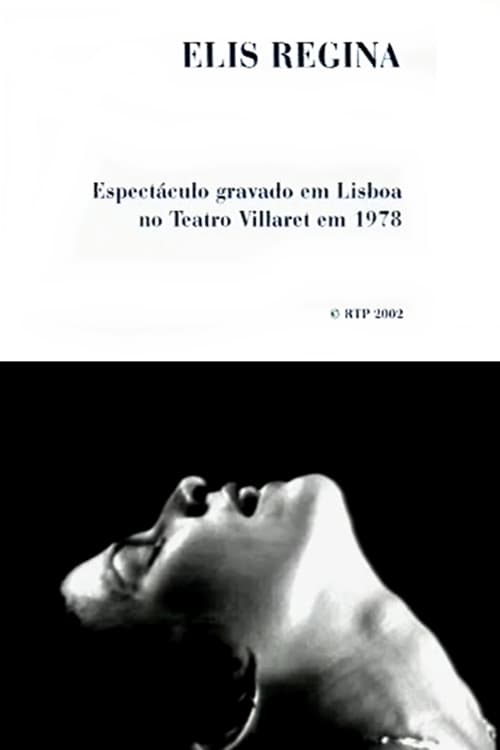 ELIS REGINA
Espectáculo gravado em Lisboa
no Teatro Villaret em 1978
© RTP 2002